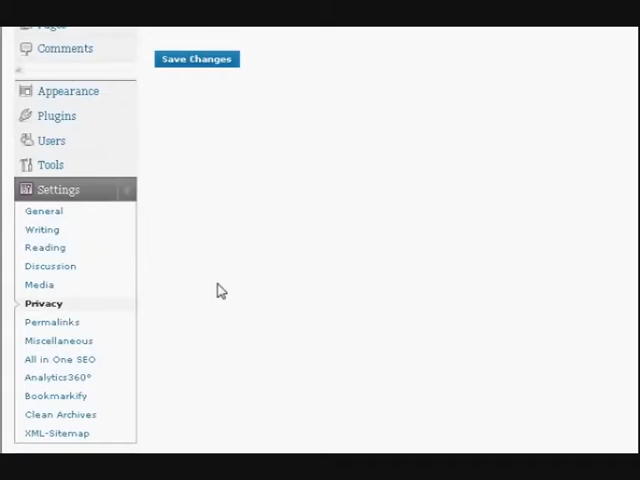 Pages
Comments
Save Changes
Appearance
Plugins
Users
Tools
Settings
General
Writing
Reading
Discussion
Media
Privacy
Permalinks
Miscellaneous
All in One SEO
Analytics360°
Bookmarkify
Clean Archives
XML-Sitemap